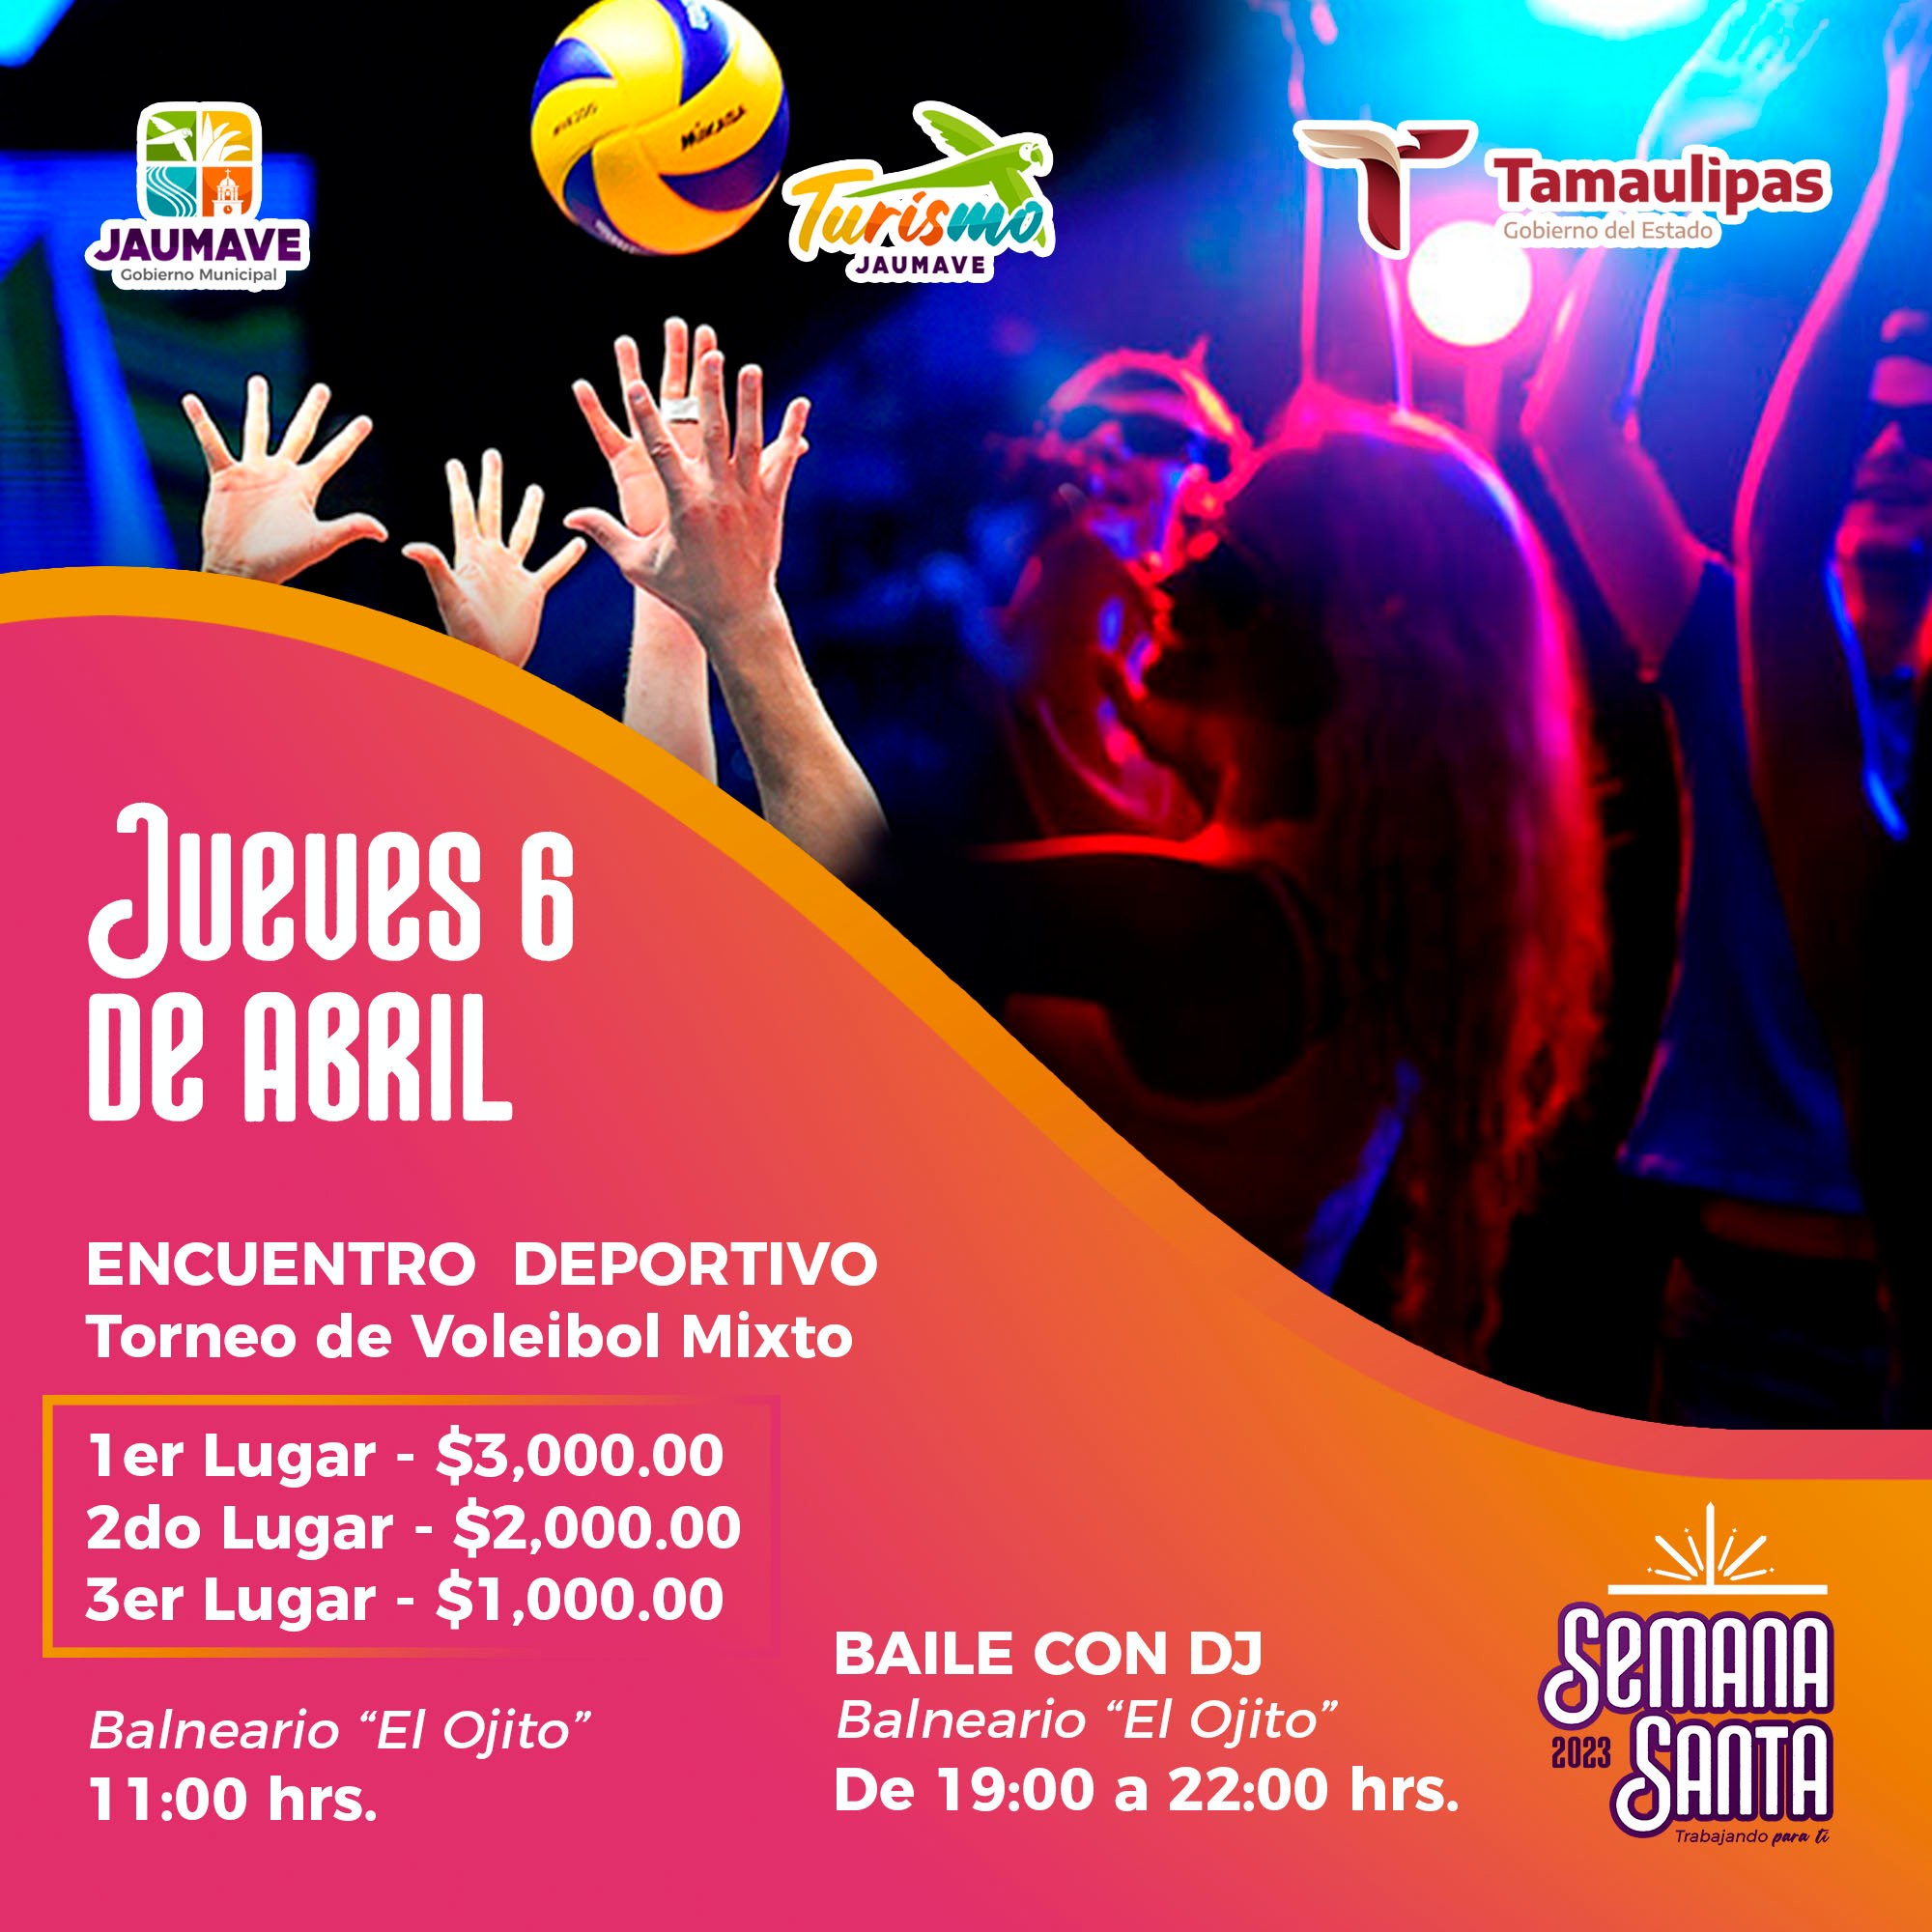 JAUMAVE
Gobierno Municipal
MIKASA
Turismo
JAUMAVE
Tamaulipas
Gobierno del Estado
Jueves 6
de abril
ENCUENTRO DEPORTIVO
Torneo de Voleibol Mixto
1er Lugar - $3,000.00
2do Lugar - $2,000.00
3er Lugar - $1,000.00
Balneario “El Ojito”
11:00 hrs.
BAILE CON DJ
Balneario “El Ojito”
De 19:00 a 22:00 hrs.
Semana
2023 Santa
Trabajando para ti